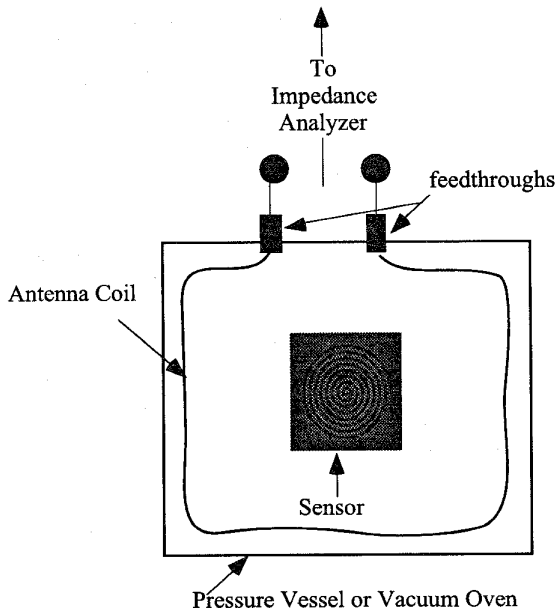 To
Impedance
Analyzer
feedthroughs
Antenna Coil
Sensor
Pressure Vessel or Vacuum Oven